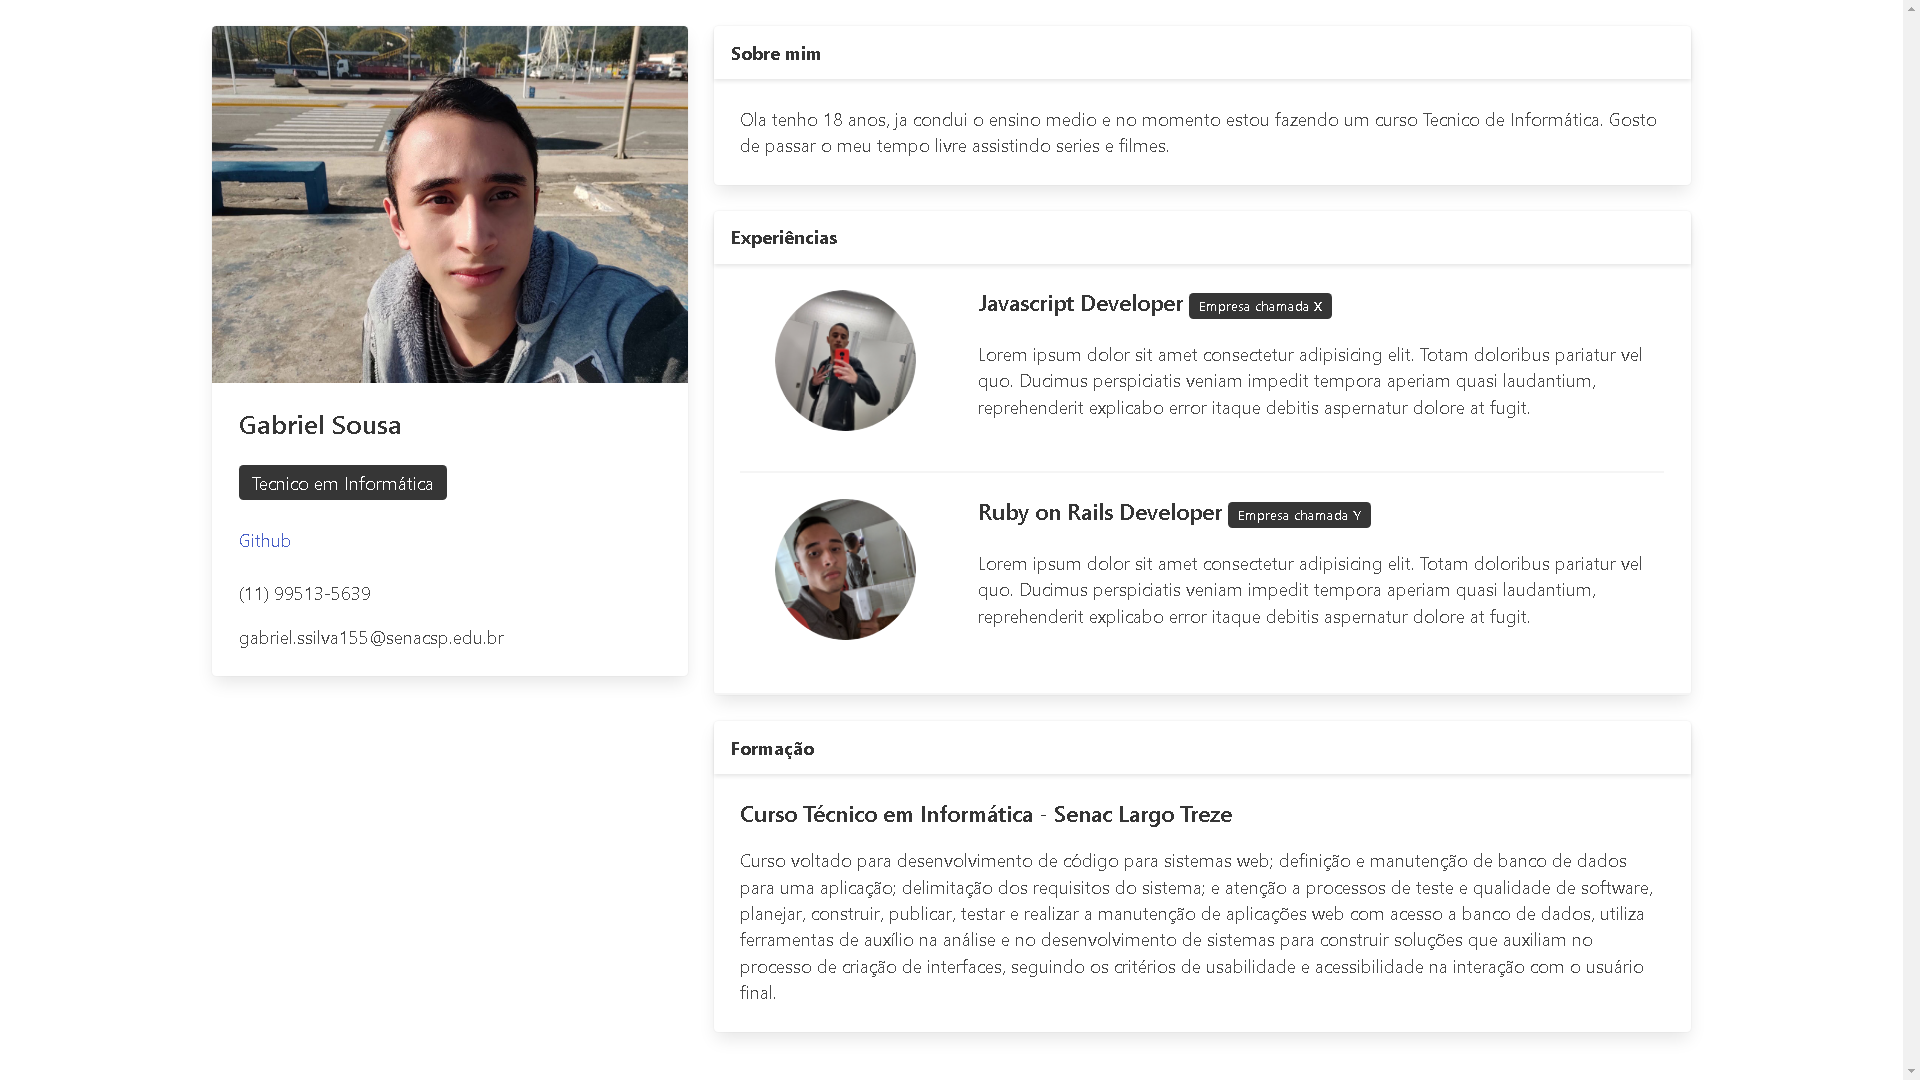 Gabriel Sousa
Tecnico em Informática
Github
(11) 99513-5639
gabriel.ssilva155@senacsp.edu.br
Sobre mim
Ola tenho 18 anos, ja conclui o ensino medio e no momento estou fazendo um curso Tecnico de Informática. Gosto
de passar o meu tempo livre assistindo series e filmes.
Experiências
Javascript Developer Empresa chamada X
Lorem ipsum dolor sit amet consectetur adipisicing elit. Totam doloribus pariatur vel
quo. Ducimus perspiciatis veniam impedit tempora aperiam quasi laudantium,
reprehenderit explicabo error itaque debitis aspernatur dolore at fugit.
Ruby on Rails Developer Empresa chamada Y
Lorem ipsum dolor sit amet consectetur adipisicing elit. Totam doloribus pariatur vel
quo. Ducimus perspiciatis veniam impedit tempora aperiam quasi laudantium,
reprehenderit explicabo error itaque debitis aspernatur dolore at fugit.
Formação
Curso Técnico em Informática - Senac Largo Treze
Curso voltado para desenvolvimento de código para sistemas web; definição e manutenção de banco de dados
para uma aplicação; delimitação dos requisitos do sistema; e atenção a processos de teste e qualidade de software,
planejar, construir, publicar, testar e realizar a manutenção de aplicações web com acesso a banco de dados, utiliza
ferramentas de auxílio na análise e no desenvolvimento de sistemas para construir soluções que auxiliam no
processo de criação de interfaces, seguindo os critérios de usabilidade e acessibilidade na interação com o usuário
final.